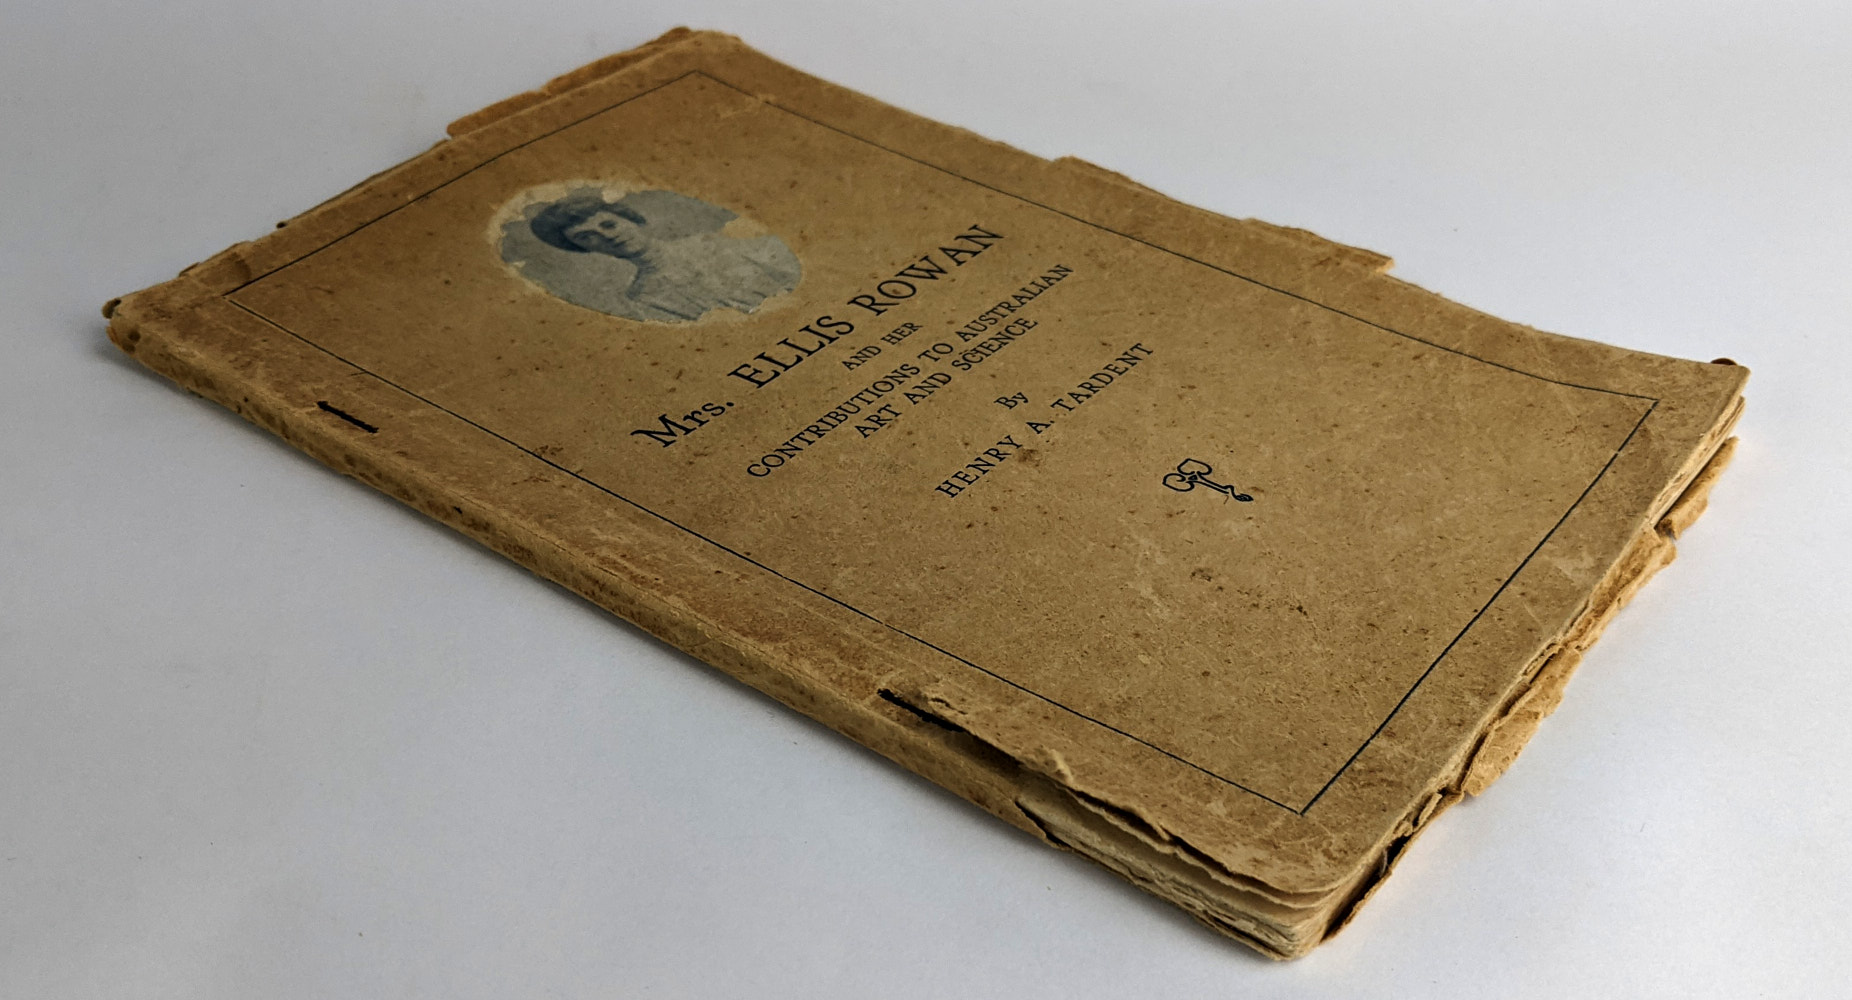 Mrs. ELLIS ROWAN
AND HER
CONTRIBUTIONS TO AUSTRALIAN
ART AND SCIENCE
By
HENRY A. TARDENT